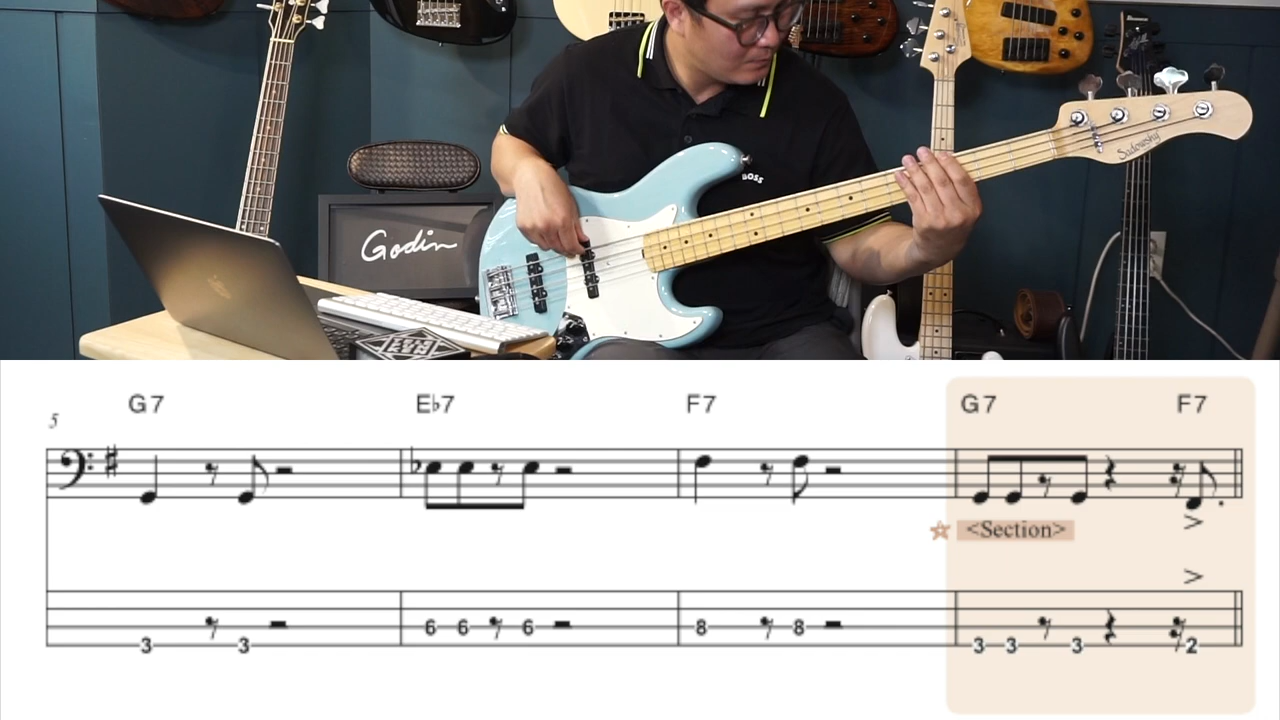 Ibanez
Sadowsky
BOSS
Godin
G7 E♭7 F7 G7 F7
5
<Section>
> 
>
6 6 6 8 8
3 3 3 3 3 2